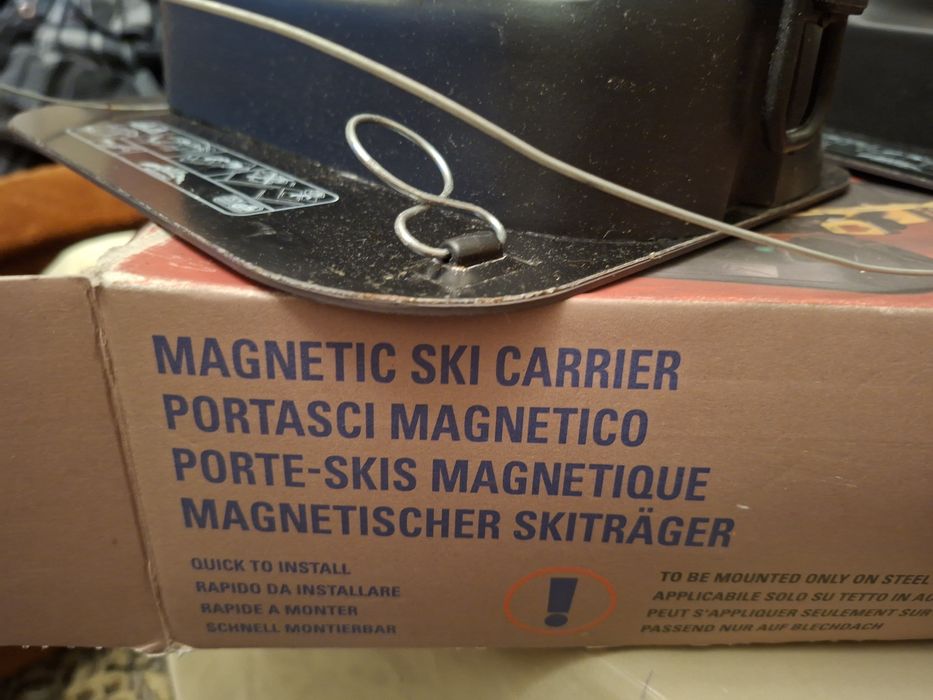 MAGNETIC SKI CARRIER
PORTASCI MAGNETICO
PORTE-SKIS MAGNETIQUE
MAGNETISCHER SKITRÄGER
QUICK TO INSTALL
RAPIDO DA INSTALLARE
RAPIDE A MONTER
SCHNELL MONTIERBAR
!
TO BE MOUNTED ONLY ON STEEL
APPLICABILE SOLO SU TETTO IN AC
PEUT S'APPLIQUER SEULEMENT SUR
PASSEND NUR AUF BLECHDACH